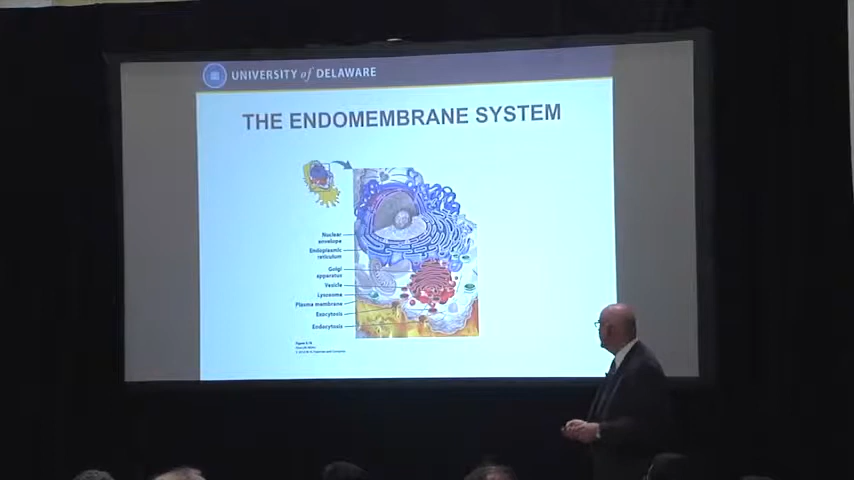 UNIVERSITY of DELAWARE
THE ENDOMEMBRANE SYSTEM
Nuclear
envelope
Endoplasmic
reticulum
Golgi
apparatus
Vesicle
Lysosome
Plasma membrane
Exocytosis
Endocytosis